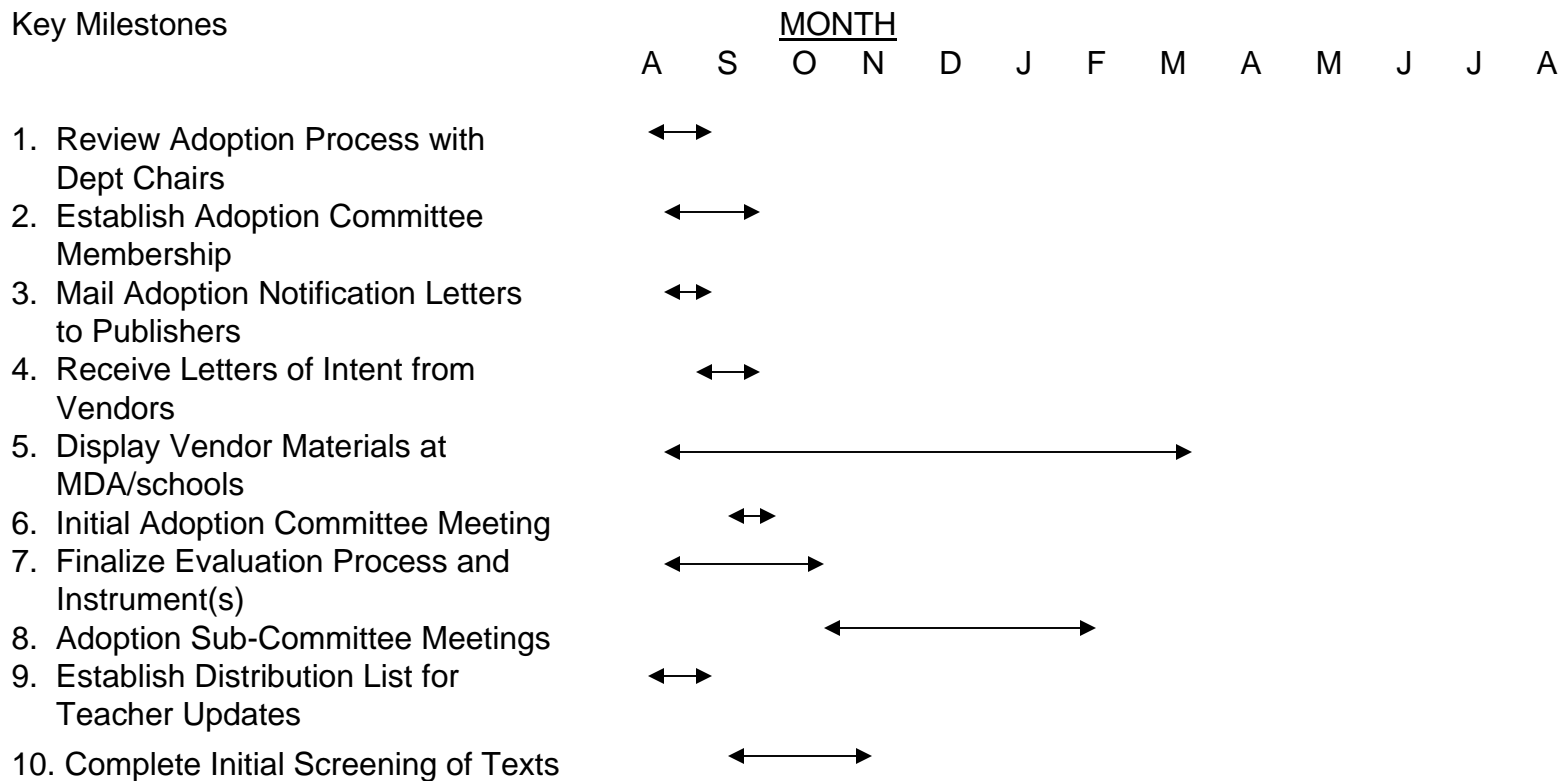 Key Milestones MONTH
A S O N D J F M A M J J A
1. Review Adoption Process with
Dept Chairs
2. Establish Adoption Committee
Membership
3. Mail Adoption Notification Letters
to Publishers
4. Receive Letters of Intent from
Vendors
5. Display Vendor Materials at
MDA/schools
6. Initial Adoption Committee Meeting
7. Finalize Evaluation Process and
Instrument(s)
8. Adoption Sub-Committee Meetings
9. Establish Distribution List for
Teacher Updates
10. Complete Initial Screening of Texts